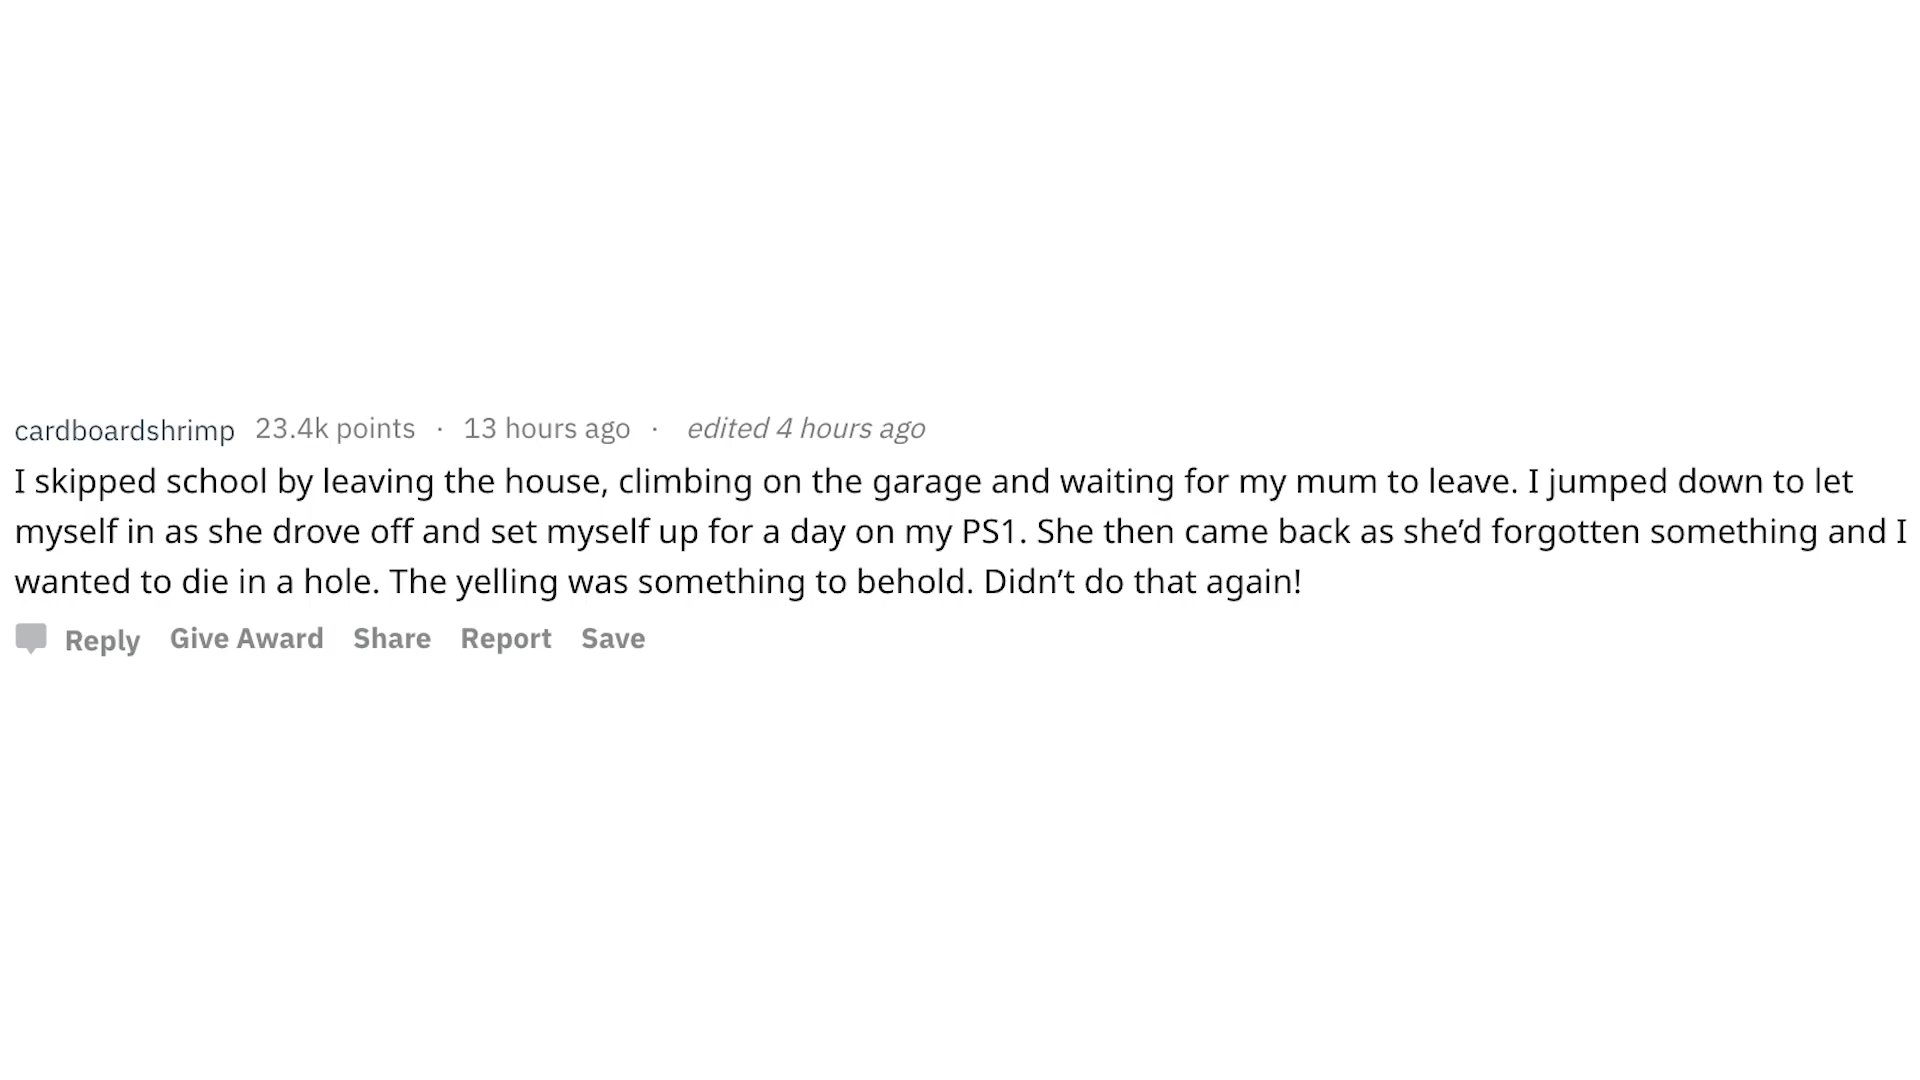 cardboardshrimp 23.4k points · 13 hours ago · edited 4 hours ago
I skipped school by leaving the house, climbing on the garage and waiting for my mum to leave. I jumped down to let
myself in as she drove off and set myself up for a day on my PS1. She then came back as she’d forgotten something and I
wanted to die in a hole. The yelling was something to behold. Didn’t do that again!
Reply Give Award Share Report Save